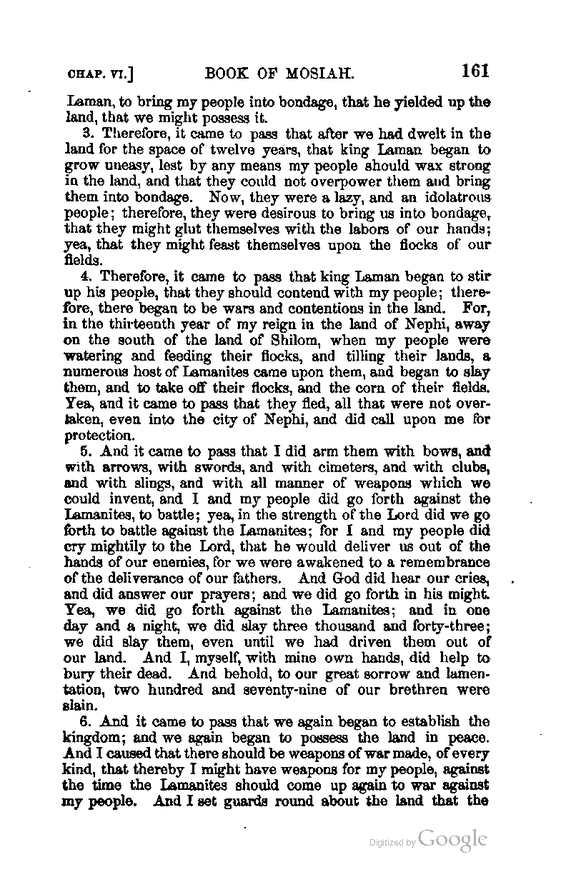 CHAP. VI.] BOOK OF MOSIAH. 161
Laman, to bring my people into bondage, that he yielded up the
land, that we might possess it.
3. Therefore, it came to pass that after we had dwelt in the
land for the space of twelve years, that king Laman began to
grow uneasy, lest by any means my people should wax strong
in the land, and that they could not overpower them and bring
them into bondage. Now, they were a lazy, and an idolatrous
people; therefore, they were desirous to bring us into bondage,
that they might glut themselves with the labors of our hands;
yea, that they might feast themselves upon the flocks of our
fields.
4. Therefore, it came to pass that king Laman began to stir
up his people, that they should contend with my people; there-
fore, there began to be wars and contentions in the land. For,
in the thirteenth year of my reign in the land of Nephi, away
on the south of the land of Shilom, when my people were
watering and feeding their flocks, and tilling their lands, a
numerous host of Lamanites came upon them, and began to slay
them, and to take off their flocks, and the corn of their fields.
Yea, and it came to pass that they fled, all that were not over-
taken, even into the city of Nephi, and did call upon me for
protection.
5. And it came to pass that I did arm them with bows, and
with arrows, with swords, and with cimeters, and with clubs,
and with slings, and with all manner of weapons which we
could invent, and I and my people did go forth against the
Lamanites, to battle; yea, in the strength of the Lord did we go
forth to battle against the Lamanites; for I and my people did
cry mightily to the Lord, that he would deliver us out of the
hands of our enemies, for we were awakened to a remembrance
of the deliverance of our fathers. And God did hear our cries,
and did answer our prayers; and we did go forth in his might.
Yea, we did go forth against the Lamanites; and in one
day and a night, we did slay three thousand and forty-three;
we did slay them, even until we had driven them out of
our land. And I, myself, with mine own hands, did help to
bury their dead. And behold, to our great sorrow and lamen-
tation, two hundred and seventy-nine of our brethren were
slain.
6. And it came to pass that we again began to establish the
kingdom; and we again began to possess the land in peace.
And I caused that there should be weapons of war made, of every
kind, that thereby I might have weapons for my people, against
the time the Lamanites should come up again to war against
my people. And I set guards round about the land that the
Digitized by Google